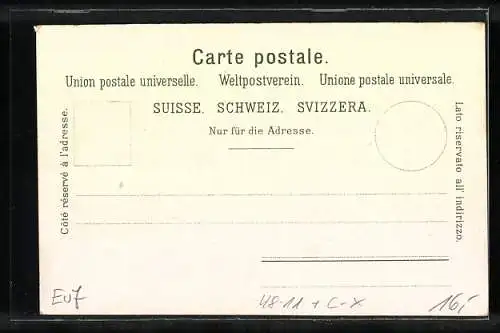 Carte postale.
Union postale universelle. Weltpostverein. Unione postale universale.
SUISSE. SCHWEIZ. SVIZZERA.
Nur für die Adresse.
Côté réservé à l'adresse.
Lato riservato all' indirizzo.
48-11 + C-X
16,-